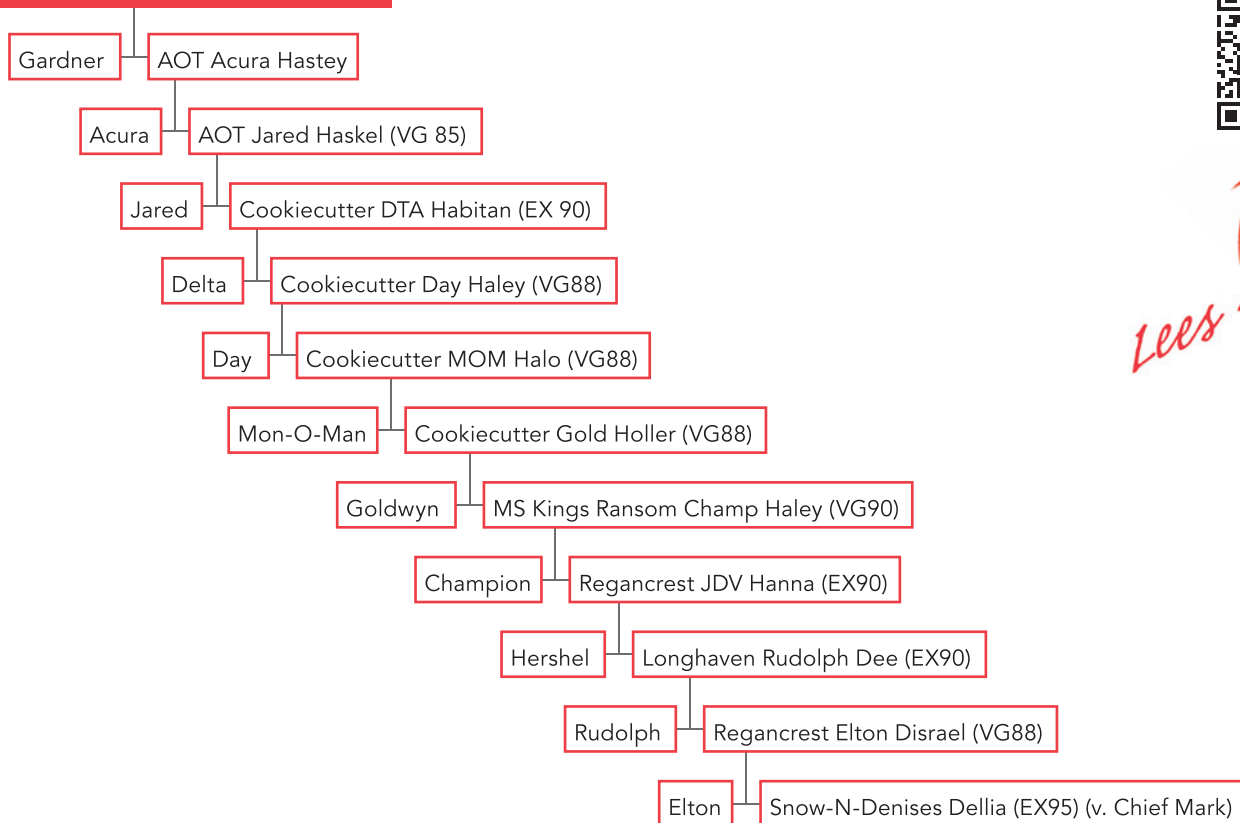 Gardner AOT Acura Hastey
Acura AOT Jared Haskel (VG 85)
Jared Cookiecutter DTA Habitan (EX 90)
Delta Cookiecutter Day Haley (VG88)
Day Cookiecutter MOM Halo (VG88)
Lees
Mon-O-Man Cookiecutter Gold Holler (VG88)
Goldwyn MS Kings Ransom Champ Haley (VG90)
Champion Regancrest JDV Hanna (EX90)
Hershel Longhaven Rudolph Dee (EX90)
Rudolph Regancrest Elton Disrael (VG88)
Elton Snow-N-Denises Dellia (EX95) (v. Chief Mark)